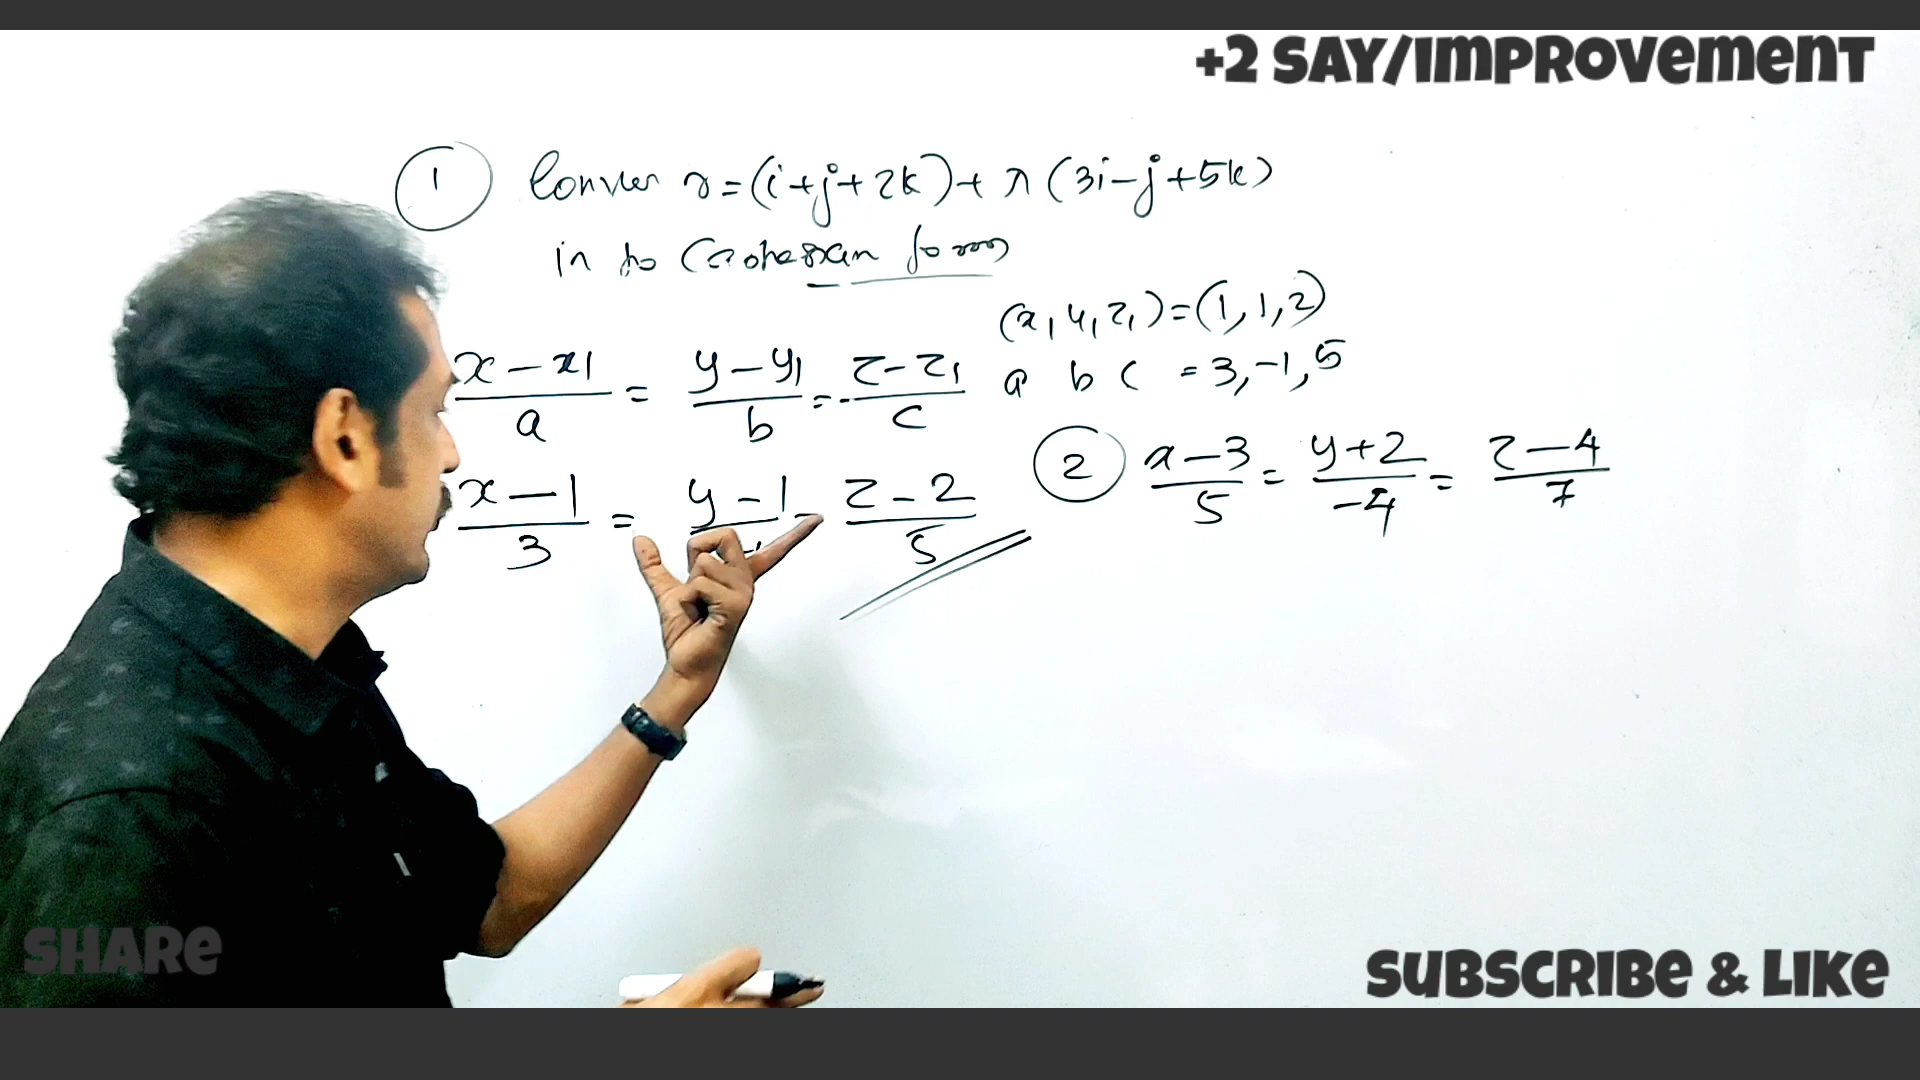 +2 SAY/IMPROVEMENT
1 Conver r=(i+j+2k)+λ(3i-j+5k)
in to Cartesian form
(x₁ y₁ z₁)=(1,1,2)
a b c = 3,-1,5
(x-x₁)/a = (y-y₁)/b = (z-z₁)/c
(x-1)/3 = (y-1)/ = (z-2)/5
2 (x-3)/5 = (y+2)/-4 = (z-4)/7
SHARE
SUBSCRIBE & LIKE